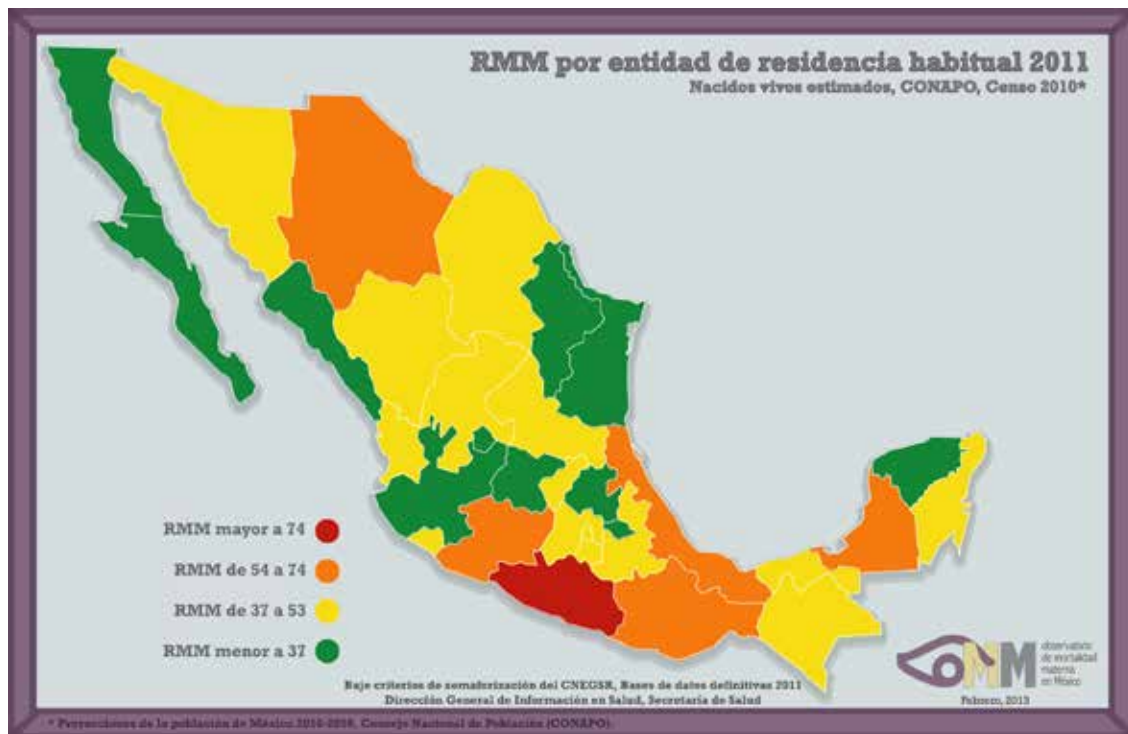 RMM por entidad de residencia habitual 2011
Nacidos vivos estimados, CONAPO, Censo 2010*
RMM mayor a 74
RMM de 54 a 74
RMM de 37 a 53
RMM menor a 37
Baje criterios de semaforización del CNEGSR, Bases de datos definitivas 2011
Dirección General de Información en Salud, Secretaría de Salud
OMM
observatorio
de mortalidad
materna
en México
Febrero, 2013
* Proyecciones de la población de México 2010-2050, Consejo Nacional de Población (CONAPO).